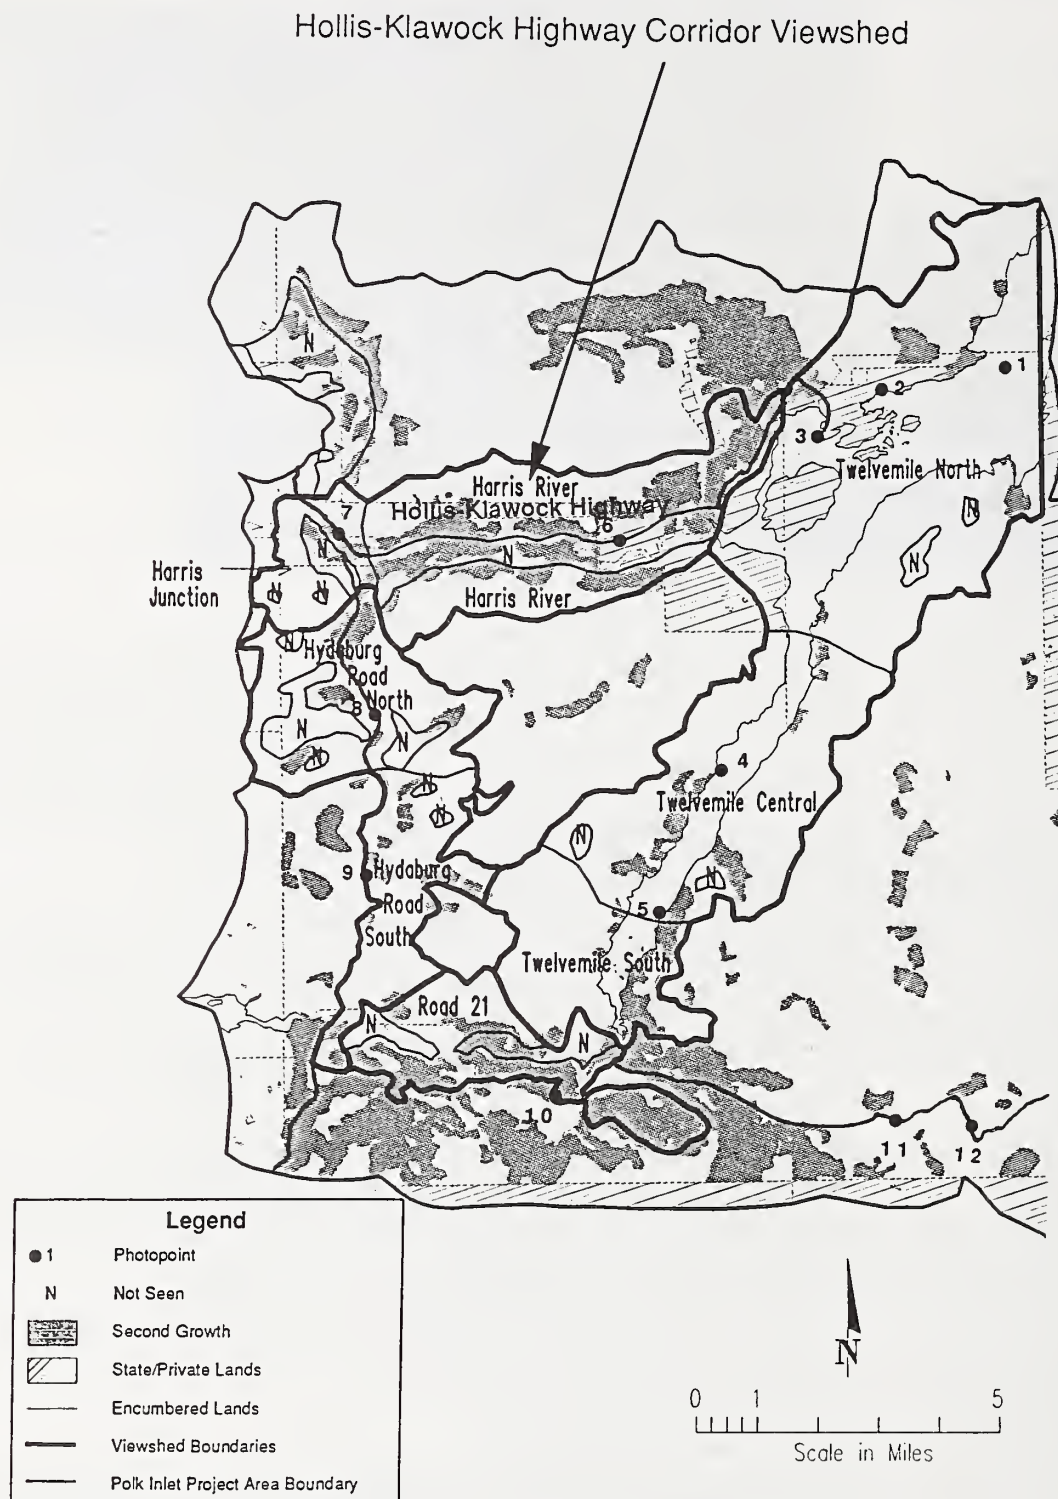 Hollis-Klawock Highway Corridor Viewshed
1
2
3
Twelvemile North
N
Harris River
Hollis-Klawock Highway
7
6
N
N
N
N
Harris
Junction
N
N
Harris River
N
Hydaburg
Road
North
8
N
N
N
N
N
4
Twelvemile Central
N
N
9
Hydaburg
Road
South
5
Twelvemile South
Road 21
N
N
10
11
12
Legend
1 Photopoint
N Not Seen
Second Growth
State/Private Lands
Encumbered Lands
Viewshed Boundaries
Polk Inlet Project Area Boundary
N
0 1 5
Scale in Miles